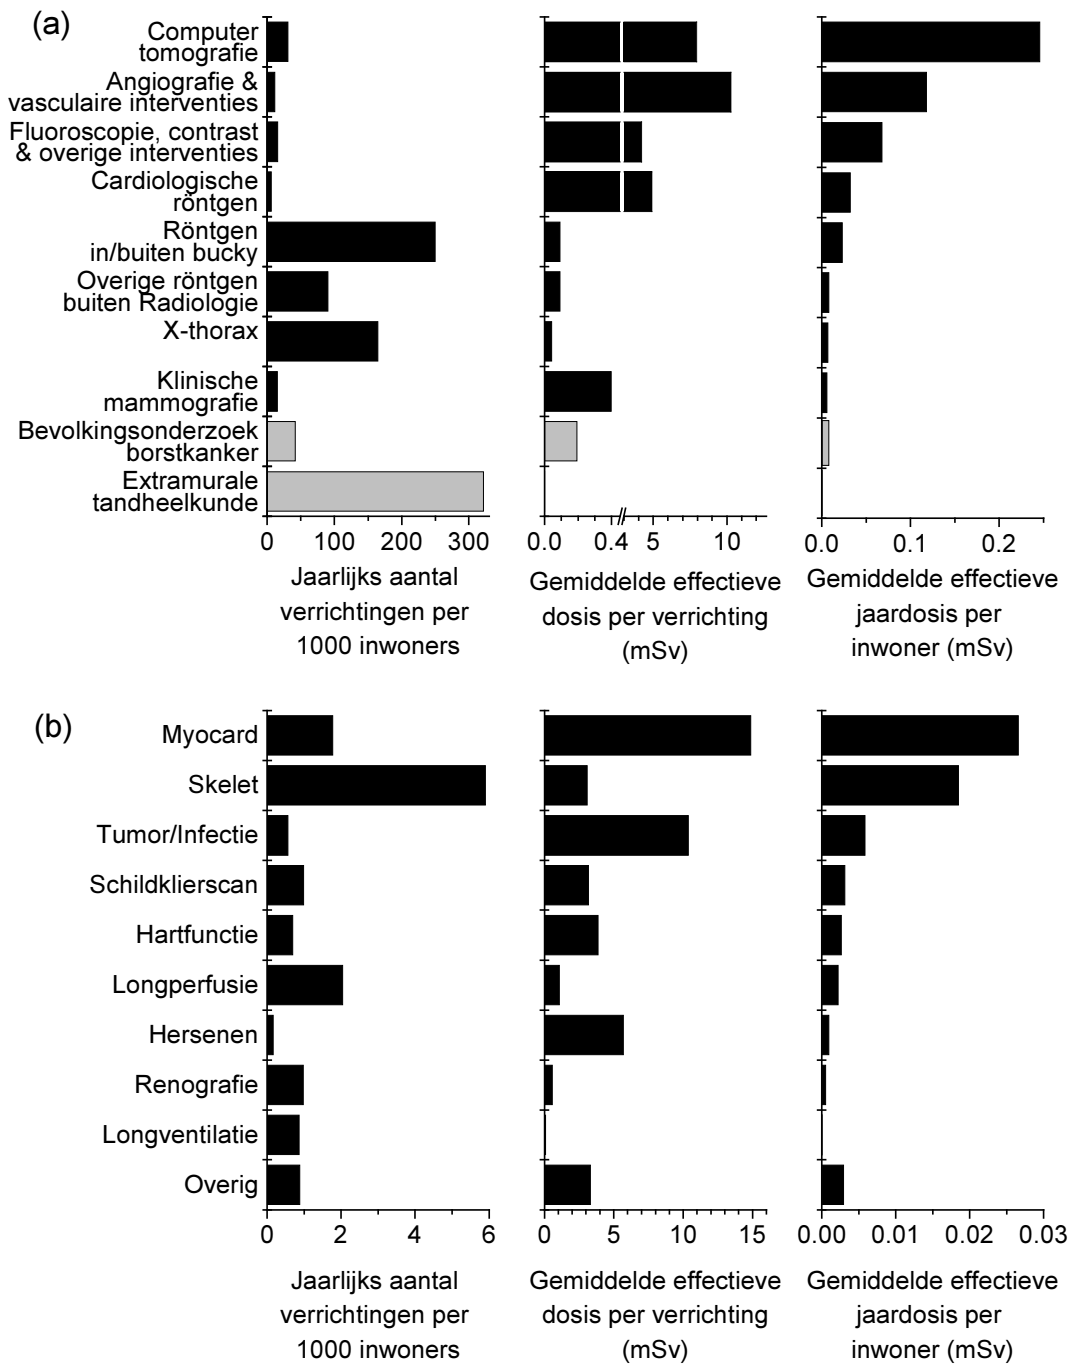 (a)
Computer
tomografie
Angiografie &
vasculaire interventies
Fluoroscopie, contrast
& overige interventies
Cardiologische
röntgen
Röntgen
in/buiten bucky
Overige röntgen
buiten Radiologie
X-thorax
Klinische
mammografie
Bevolkingsonderzoek
borstkanker
Extramurale
tandheelkunde
0 100 200 300
Jaarlijks aantal
verrichtingen per
1000 inwoners
0.0 0.4 5 10
Gemiddelde effectieve
dosis per verrichting
(mSv)
0.0 0.1 0.2
Gemiddelde effectieve
jaardosis per
inwoner (mSv)
(b)
Myocard
Skelet
Tumor/Infectie
Schildklierscan
Hartfunctie
Longperfusie
Hersenen
Renografie
Longventilatie
Overig
0 2 4 6
Jaarlijks aantal
verrichtingen per
1000 inwoners
0 5 10 15
Gemiddelde effectieve
dosis per verrichting
(mSv)
0.00 0.01 0.02 0.03
Gemiddelde effectieve
jaardosis per
inwoner (mSv)